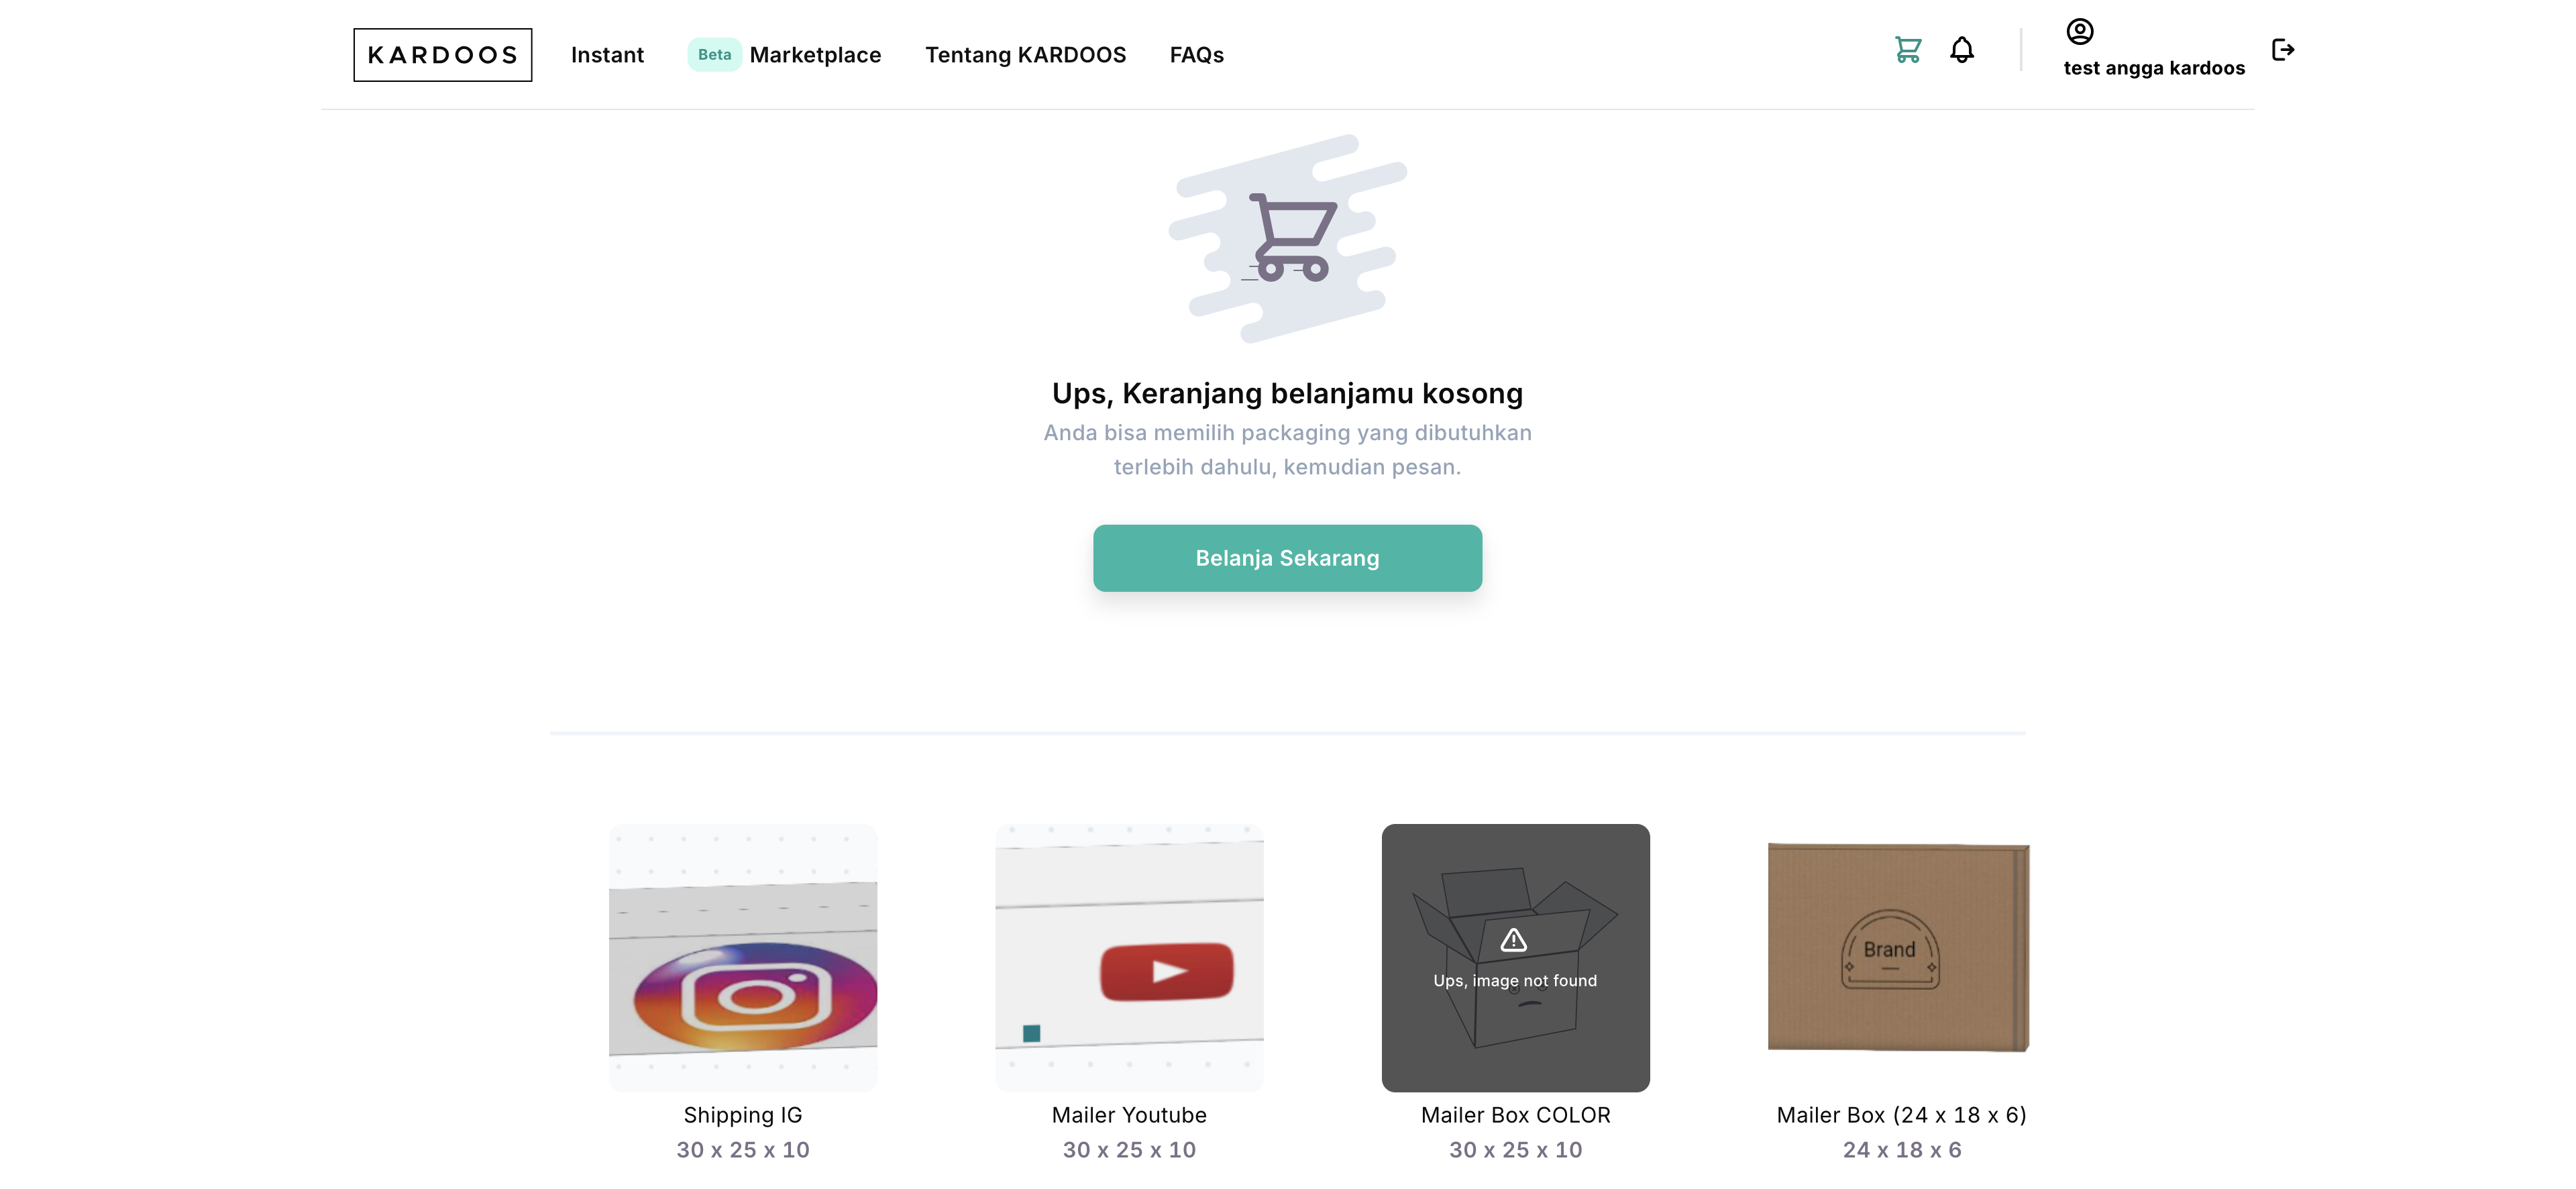 KARDOOS
Instant
Beta Marketplace
Tentang KARDOOS
FAQs
test angga kardoos
Ups, Keranjang belanjamu kosong
Anda bisa memilih packaging yang dibutuhkan
terlebih dahulu, kemudian pesan.
Belanja Sekarang
Ups, image not found
Brand
Shipping IG
30 x 25 x 10
Mailer Youtube
30 x 25 x 10
Mailer Box COLOR
30 x 25 x 10
Mailer Box (24 x 18 x 6)
24 x 18 x 6